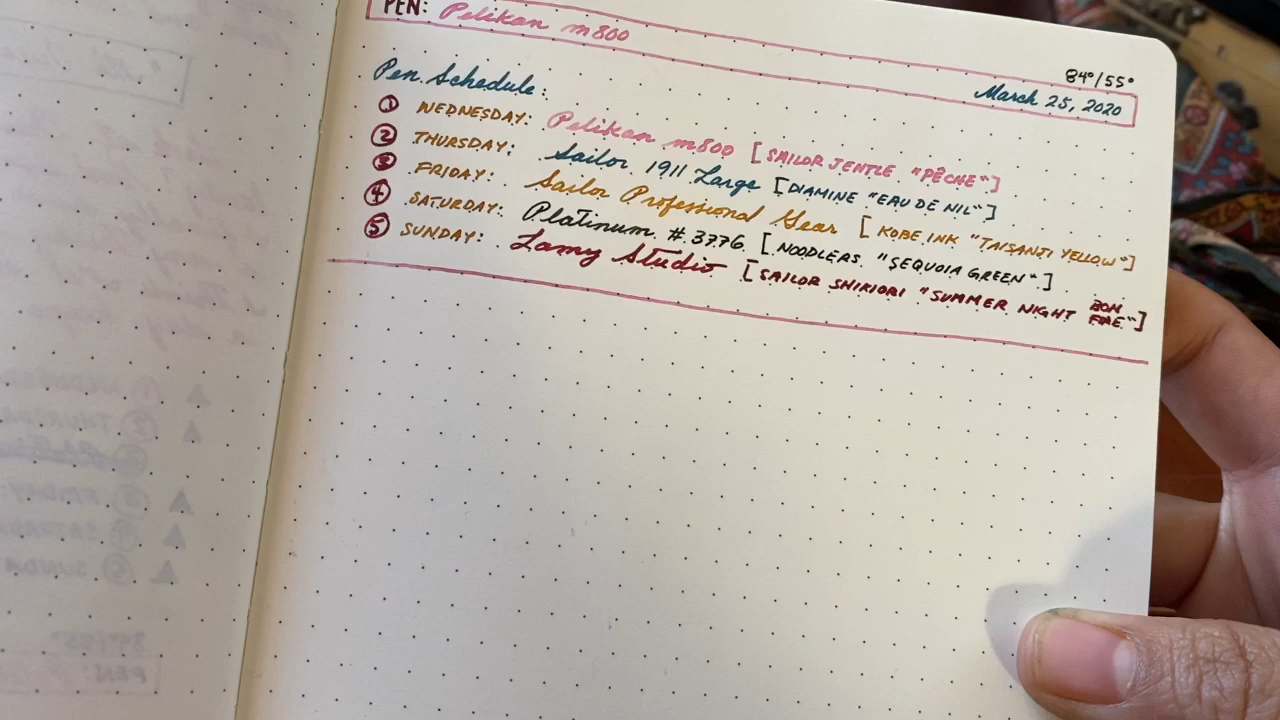 PEN: Pelikan m800
84°/55°
March 25, 2020
Pen Schedule:
① WEDNESDAY: Pelikan m800 [SAILOR JENTLE "PÊCHE"]
② THURSDAY: Sailor 1911 Large [DIAMINE "EAU DE NIL"]
③ FRIDAY: Sailor Professional Gear [KOBE INK "TAISANJI YELLOW"]
④ SATURDAY: Platinum #3776 [NOODLERS "SEQUOIA GREEN"]
⑤ SUNDAY: Lamy Studio [SAILOR SHIKIORI "SUMMER NIGHT BON FIRE"]